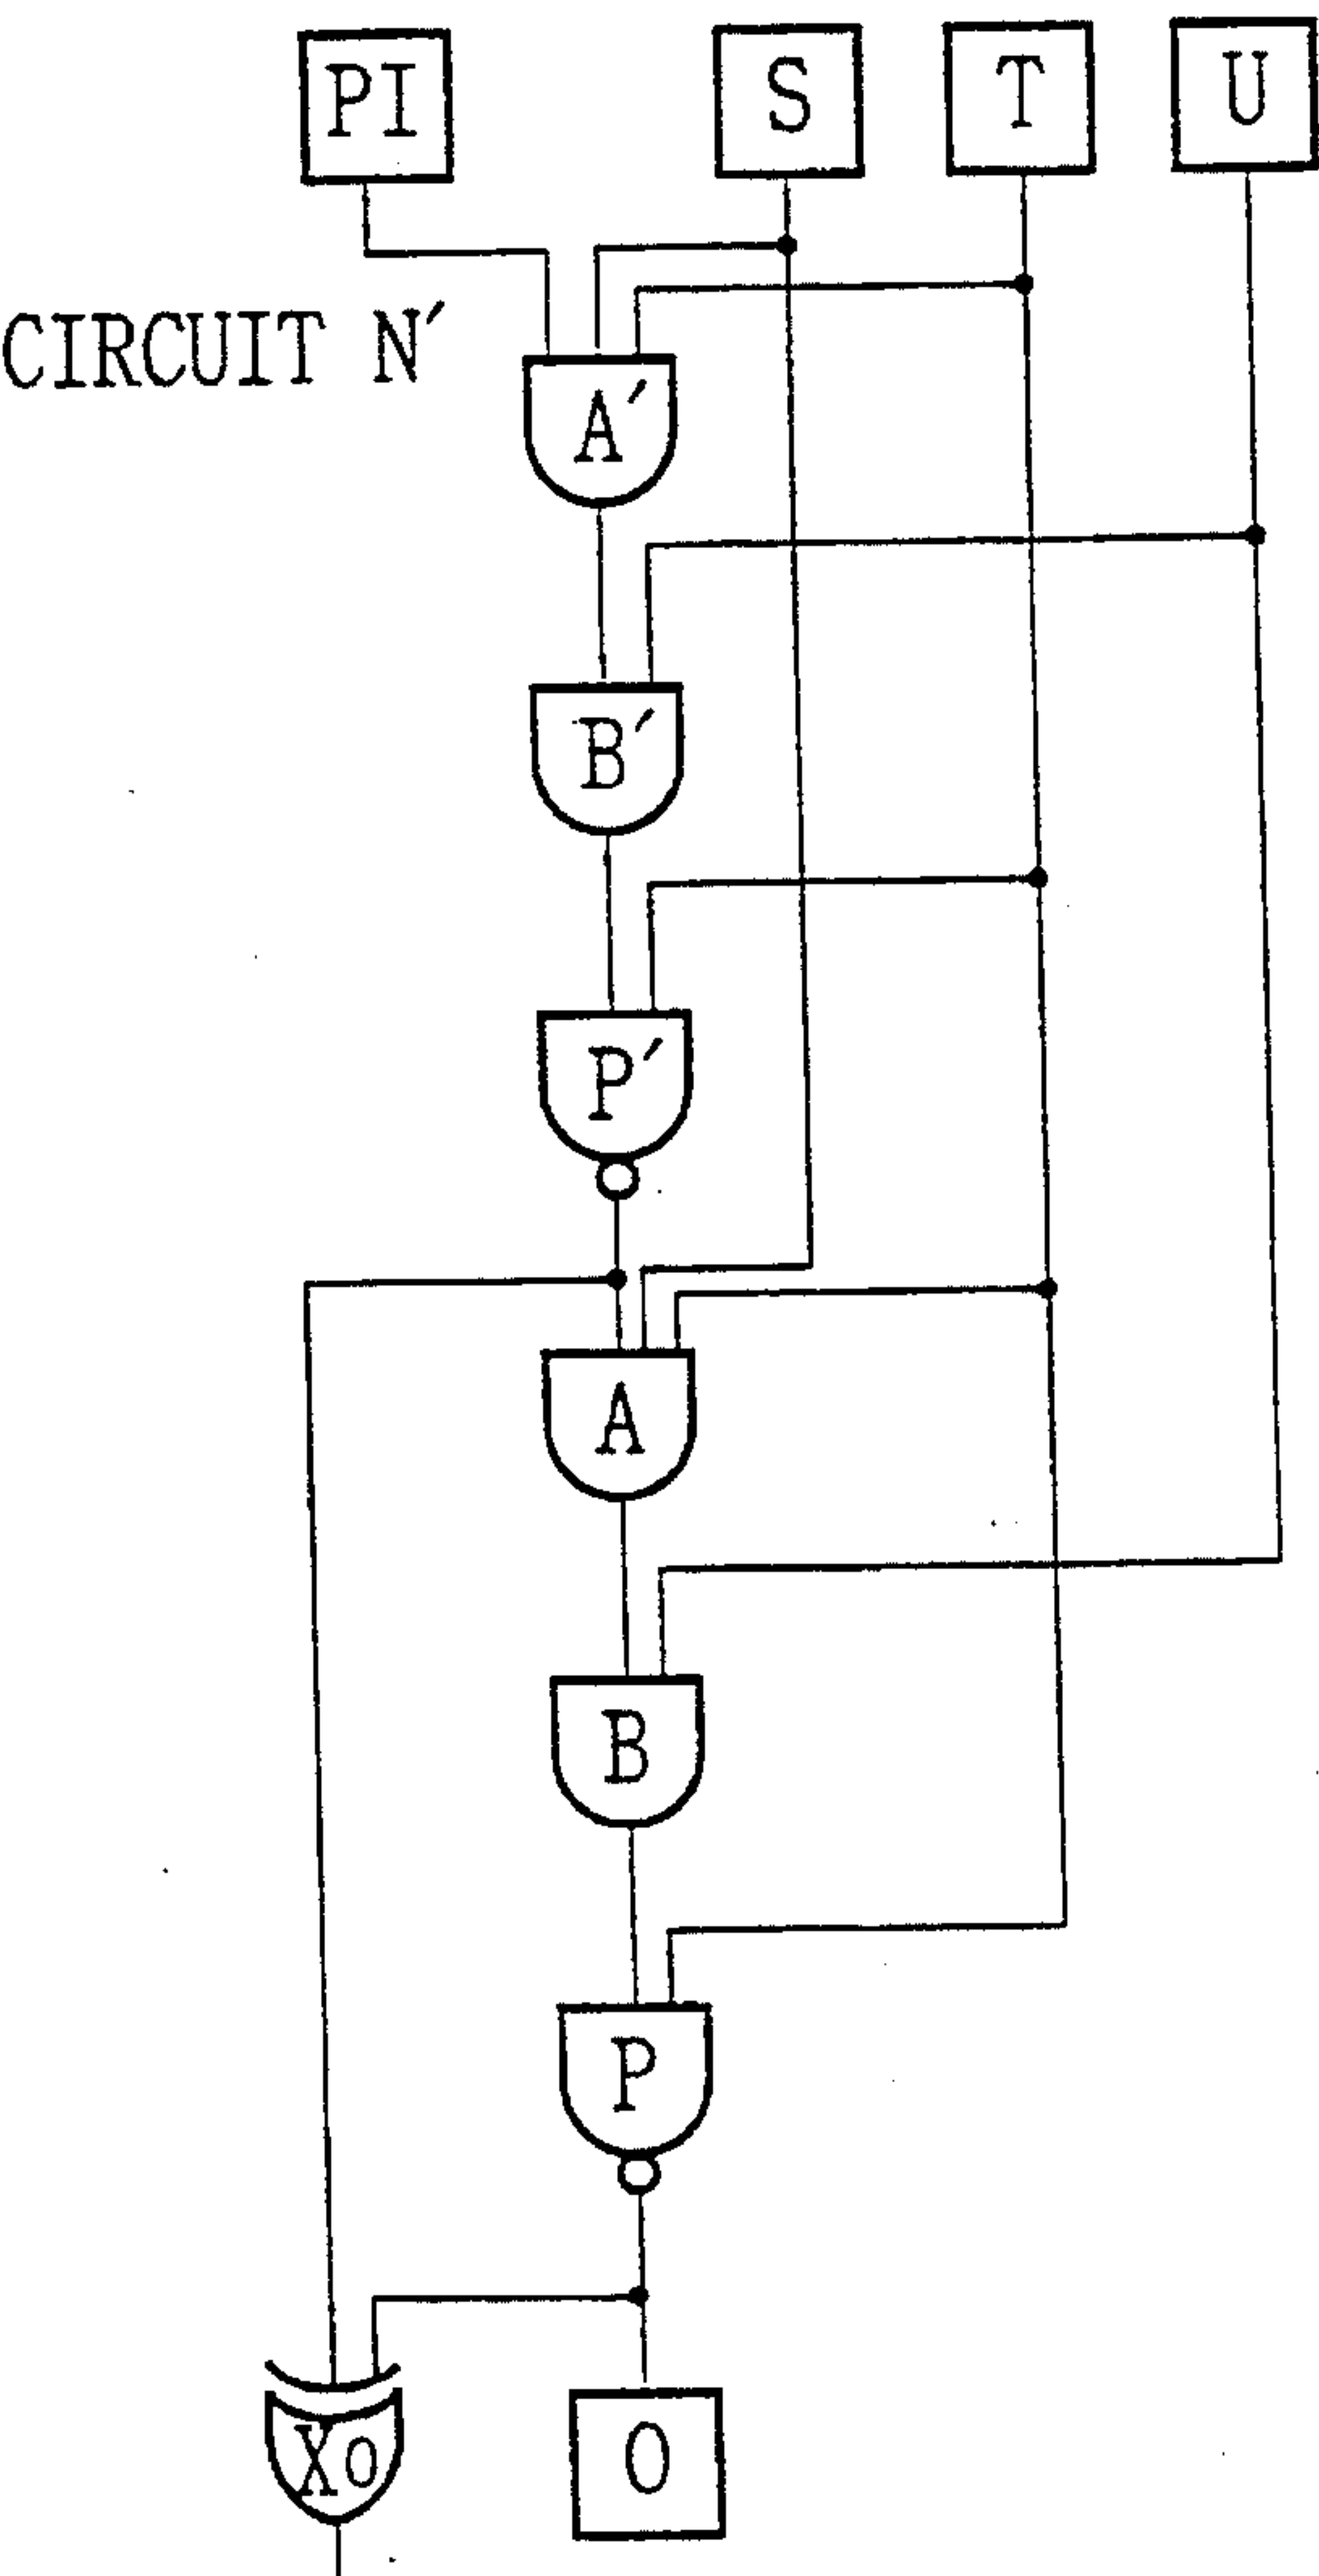 PI S T U
CIRCUIT N′
A′
B′
P′
A
B
P
Xo O